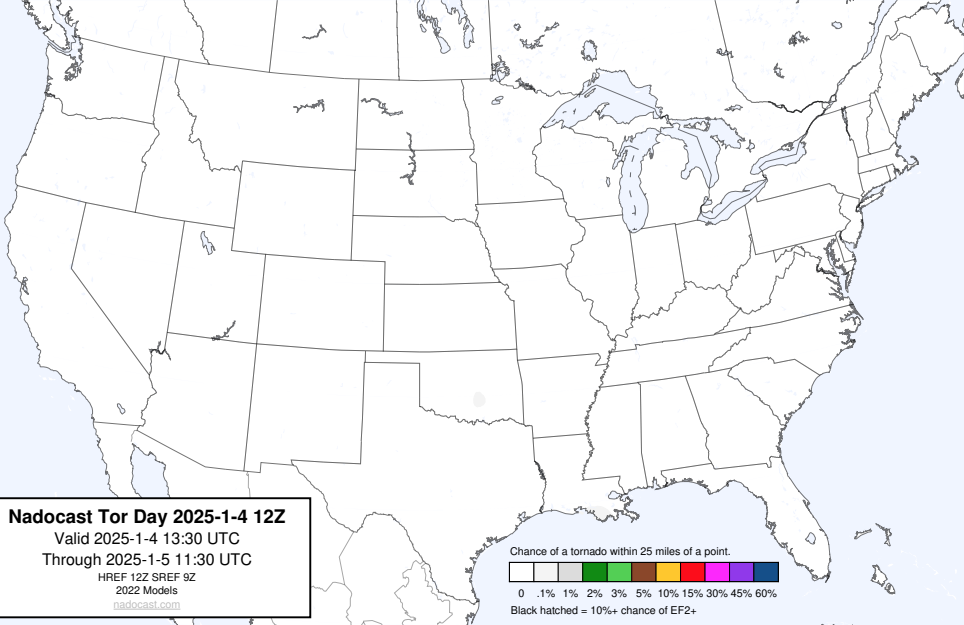 Nadocast Tor Day 2025-1-4 12Z
Valid 2025-1-4 13:30 UTC
Through 2025-1-5 11:30 UTC
HREF 12Z SREF 9Z
2022 Models
nadocast.com
Chance of a tornado within 25 miles of a point.
0 .1% 1% 2% 3% 5% 10% 15% 30% 45% 60%
Black hatched = 10%+ chance of EF2+